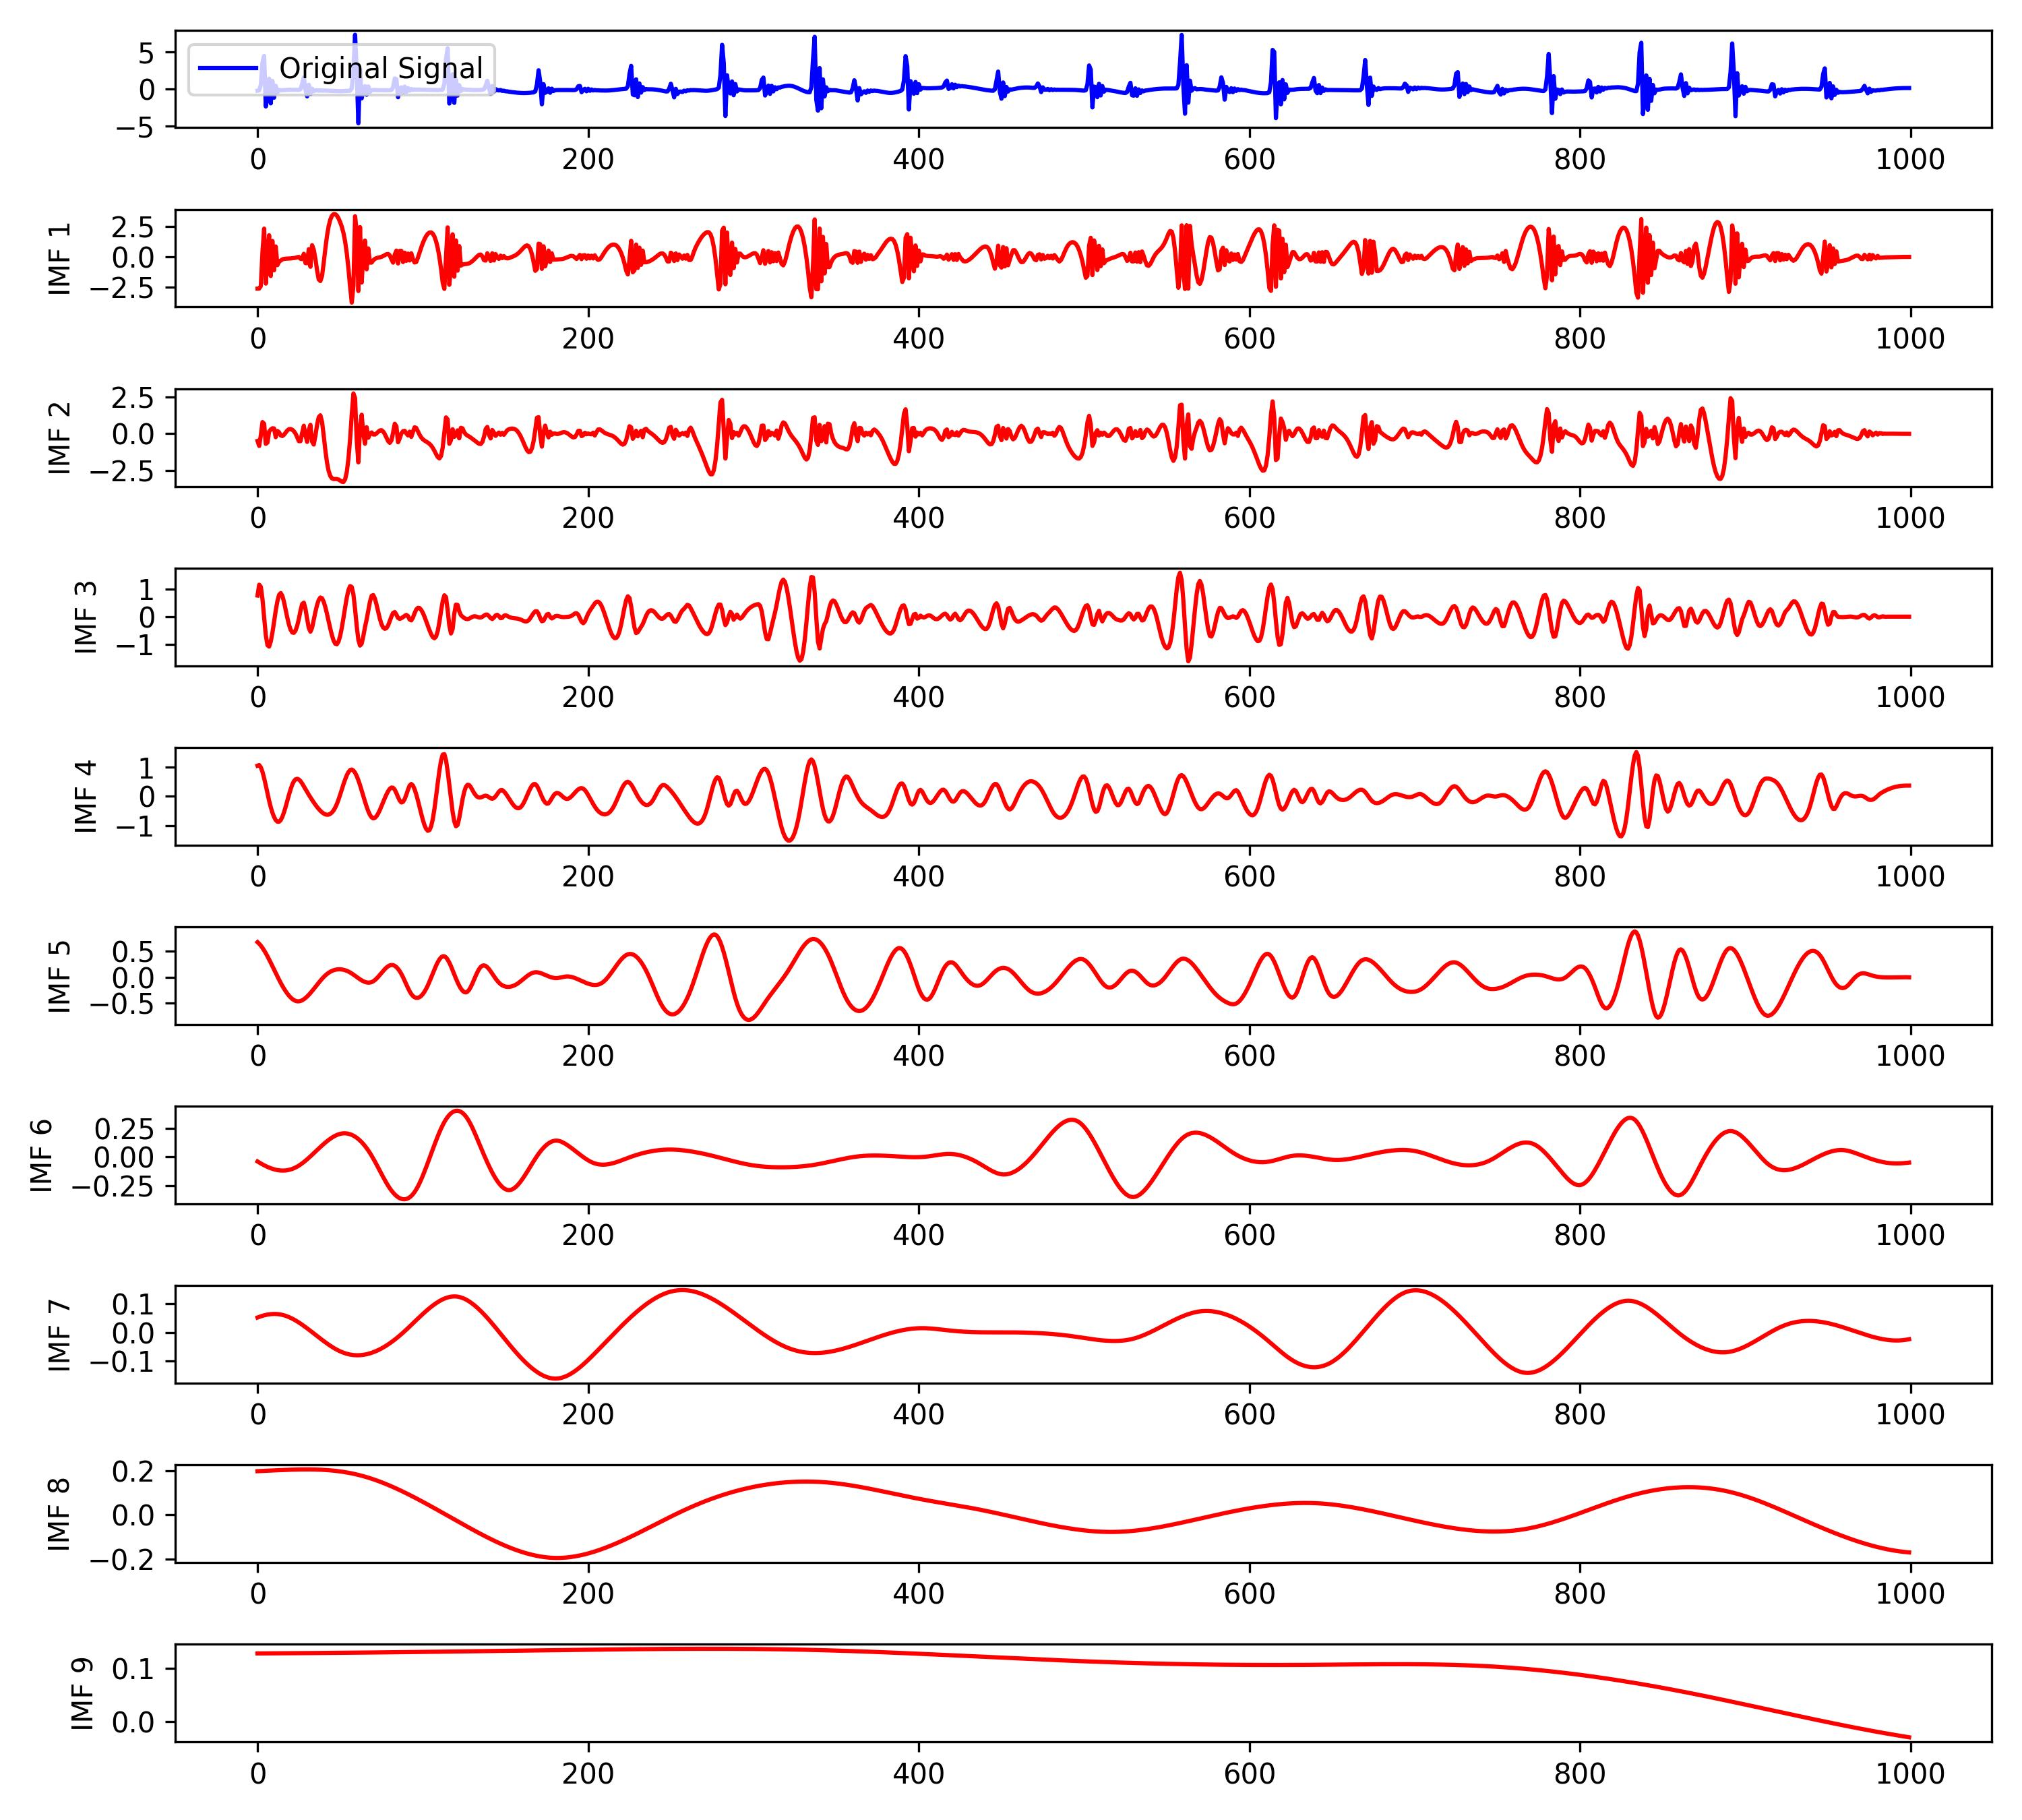 5
0
−5
Original Signal
0 200 400 600 800 1000
IMF 1
2.5
0.0
−2.5
0 200 400 600 800 1000
IMF 2
2.5
0.0
−2.5
0 200 400 600 800 1000
IMF 3
1
0
−1
0 200 400 600 800 1000
IMF 4
1
0
−1
0 200 400 600 800 1000
IMF 5
0.5
0.0
−0.5
0 200 400 600 800 1000
IMF 6
0.25
0.00
−0.25
0 200 400 600 800 1000
IMF 7
0.1
0.0
−0.1
0 200 400 600 800 1000
IMF 8
0.2
0.0
−0.2
0 200 400 600 800 1000
IMF 9
0.1
0.0
0 200 400 600 800 1000